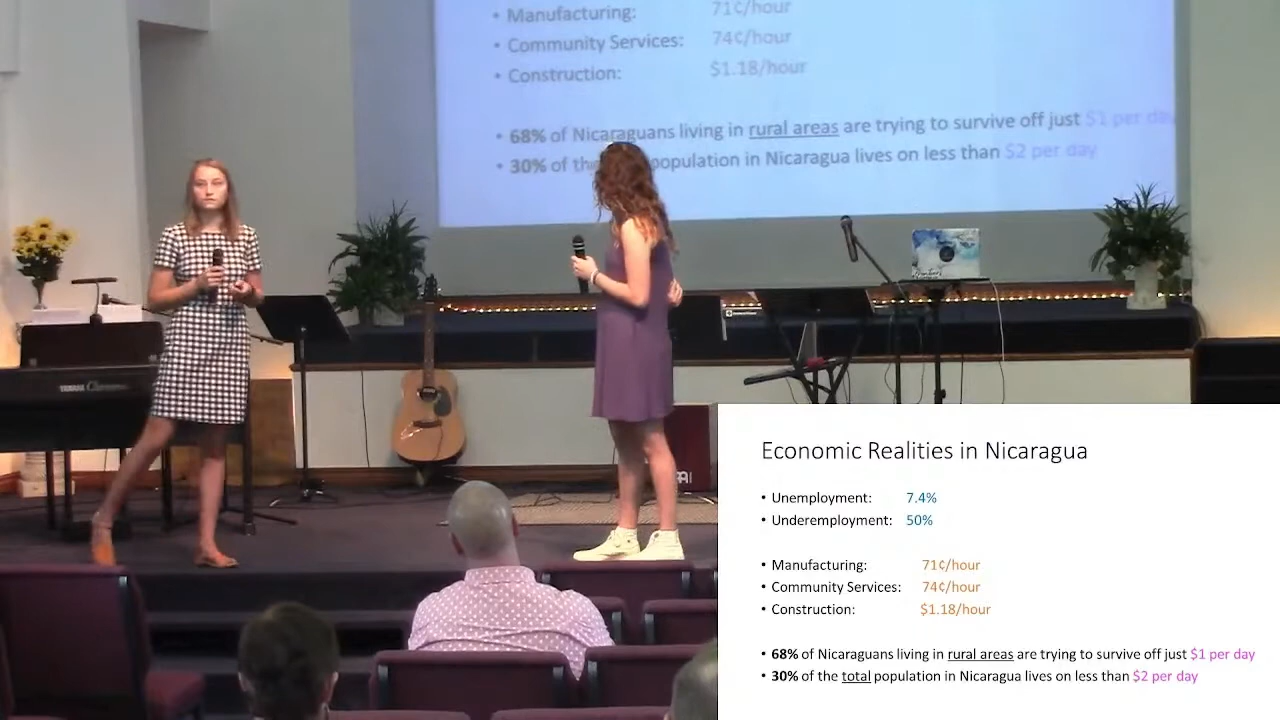 • Manufacturing: 71¢/hour
• Community Services: 74¢/hour
• Construction: $1.18/hour
• 68% of Nicaraguans living in rural areas are trying to survive off just $1 per day
• 30% of the population in Nicaragua lives on less than $2 per day
YAMAHA
Economic Realities in Nicaragua
• Unemployment: 7.4%
• Underemployment: 50%
• Manufacturing: 71¢/hour
• Community Services: 74¢/hour
• Construction: $1.18/hour
• 68% of Nicaraguans living in rural areas are trying to survive off just $1 per day
• 30% of the total population in Nicaragua lives on less than $2 per day